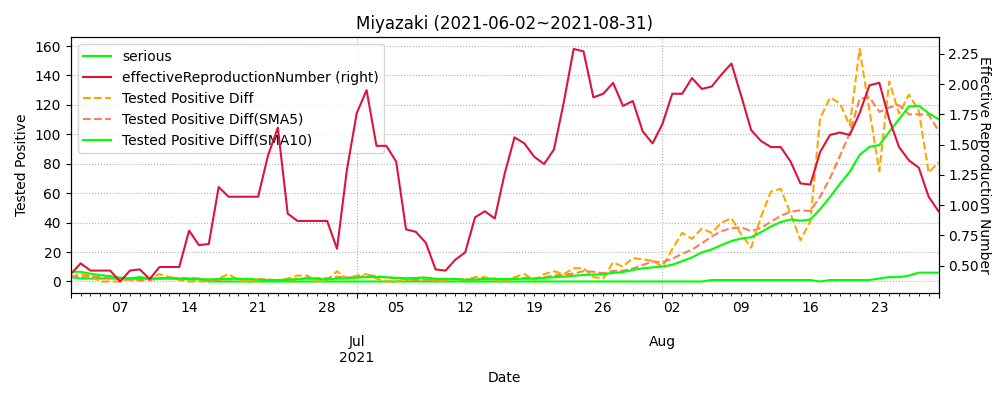 Miyazaki (2021-06-02~2021-08-31)
serious
effectiveReproductionNumber (right)
Tested Positive Diff
Tested Positive Diff(SMA5)
Tested Positive Diff(SMA10)
Tested Positive
160
140
120
100
80
60
40
20
0
2.25
2.00
1.75
1.50
1.25
1.00
0.75
0.50
Effective Reproduction Number
07 14 21 28 05 12 19 26 02 09 16 23
Jul Aug
2021
Date